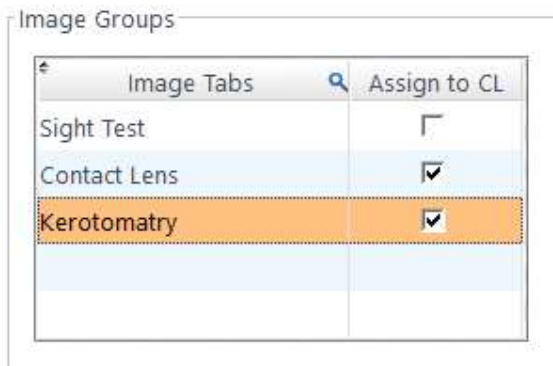 Image Groups
Image Tabs Assign to CL
Sight Test
Contact Lens
Kerotomatry